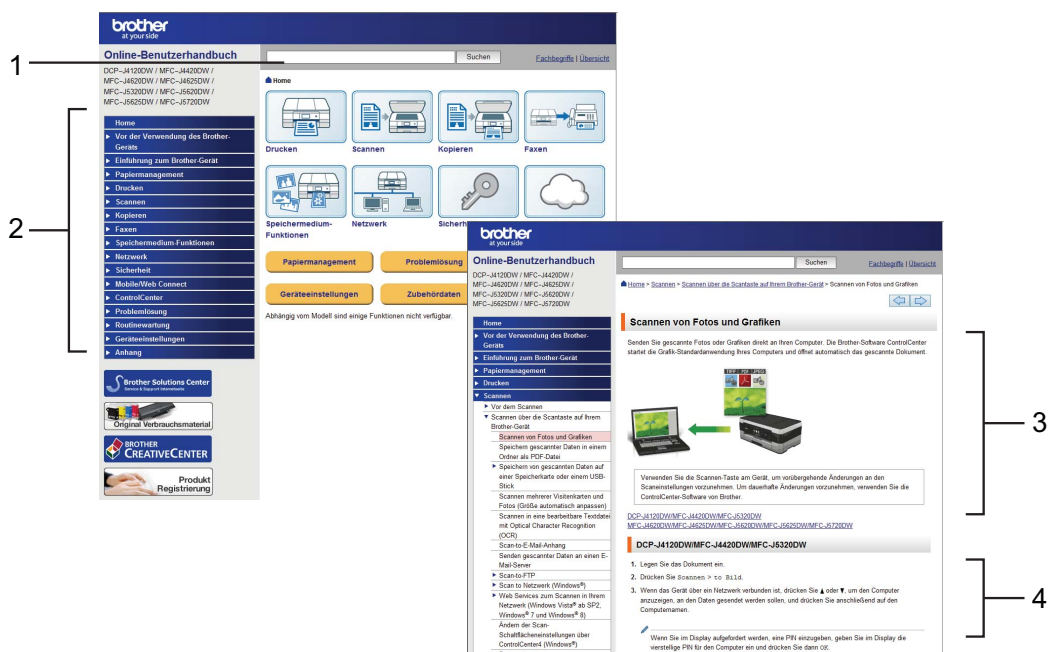 brother
at your side
Online-Benutzerhandbuch
DCP-J4120DW / MFC-J4420DW /
MFC-J4620DW / MFC-J4625DW /
MFC-J5320DW / MFC-J5620DW /
MFC-J5625DW / MFC-J5720DW
Suchen
Fachbegriffe | Übersicht
1
2
Home
Vor der Verwendung des Brother-
Geräts
Einführung zum Brother-Gerät
Papiermanagement
Drucken
Scannen
Kopieren
Faxen
Speichermedium-Funktionen
Netzwerk
Sicherheit
Mobile/Web Connect
ControlCenter
Problemlösung
Routinewartung
Geräteeinstellungen
Anhang
Brother Solutions Center
Service & Support Internetseite
Original Verbrauchsmaterial
BROTHER
CREATIVECENTER
Produkt
Registrierung
Home
Drucken
Scannen
Kopieren
Faxen
Speichermedium-
Funktionen
Netzwerk
Sicherh
Papiermanagement
Problemlösung
Geräteeinstellungen
Zubehördaten
Abhängig vom Modell sind einige Funktionen nicht verfügbar.
brother
at your side
Online-Benutzerhandbuch
DCP-J4120DW / MFC-J4420DW /
MFC-J4620DW / MFC-J4625DW /
MFC-J5320DW / MFC-J5620DW /
MFC-J5625DW / MFC-J5720DW
Home
Vor der Verwendung des Brother-
Geräts
Einführung zum Brother-Gerät
Papiermanagement
Drucken
Scannen
Vor dem Scannen
Scannen über die Scantaste auf Ihrem
Brother-Gerät
Scannen von Fotos und Grafiken
Speichern gescannter Daten in einem
Ordner als PDF-Datei
Speichern von gescannten Daten auf
einer Speicherkarte oder einem USB-
Stick
Scannen mehrerer Visitenkarten und
Fotos (Größe automatisch anpassen)
Scannen in eine bearbeitbare Textdatei
mit Optical Character Recognition
(OCR)
Scan-to-E-Mail-Anhang
Senden gescannter Daten an einen E-
Mail-Server
Scan-to-FTP
Scan to Netzwerk (Windows®)
Web Services zum Scannen in Ihrem
Netzwerk (Windows Vista® ab SP2,
Windows® 7 und Windows® 8)
Ändern der Scan-
Schaltflächeneinstellungen über
ControlCenter4 (Windows®)
Suchen
Fachbegriffe | Übersicht
Home > Scannen > Scannen über die Scantaste auf Ihrem Brother-Gerät > Scannen von Fotos und Grafiken
Scannen von Fotos und Grafiken
Senden Sie gescannte Fotos oder Grafiken direkt an Ihren Computer. Die Brother-Software ControlCenter
startet die Grafik-Standardanwendung Ihres Computers und öffnet automatisch das gescannte Dokument.
TIFF PDF JPEG
3
Verwenden Sie die Scannen-Taste am Gerät, um vorübergehende Änderungen an den
Scaneinstellungen vorzunehmen. Um dauerhafte Änderungen vorzunehmen, verwenden Sie die
ControlCenter-Software von Brother.
DCP-J4120DW/MFC-J4420DW/MFC-J5320DW
MFC-J4620DW/MFC-J4625DW/MFC-J5620DW/MFC-J5625DW/MFC-J5720DW
DCP-J4120DW/MFC-J4420DW/MFC-J5320DW
1. Legen Sie das Dokument ein.
2. Drücken Sie Scannen > to Bild.
3. Wenn das Gerät über ein Netzwerk verbunden ist, drücken Sie ▲ oder ▼, um den Computer
anzuzeigen, an den Daten gesendet werden sollen, und drücken Sie anschließend auf den
Computernamen.
4
Wenn Sie im Display aufgefordert werden, eine PIN einzugeben, geben Sie im Display die
vierstellige PIN für den Computer ein und drücken Sie dann OK.